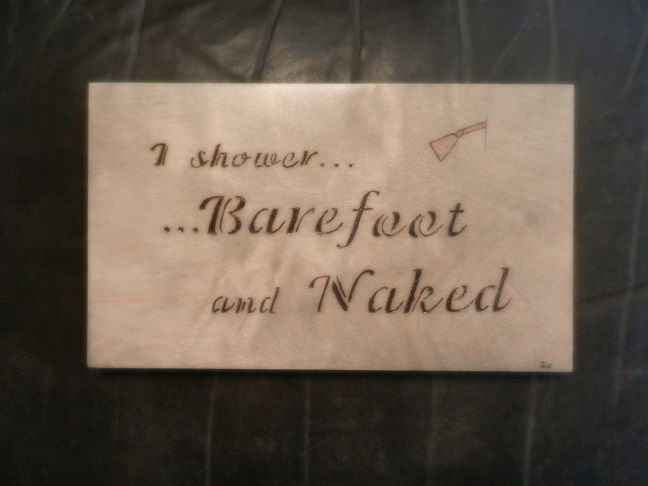 I shower...
...Barefoot
and Naked